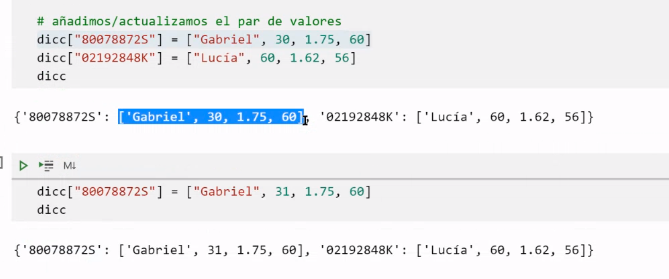 # añadimos/actualizamos el par de valores
dicc["80078872S"] = ["Gabriel", 30, 1.75, 60]
dicc["02192848K"] = ["Lucía", 60, 1.62, 56]
dicc
{'80078872S': ['Gabriel', 30, 1.75, 60], '02192848K': ['Lucía', 60, 1.62, 56]}
]
M↓
dicc["80078872S"] = ["Gabriel", 31, 1.75, 60]
dicc
{'80078872S': ['Gabriel', 31, 1.75, 60], '02192848K': ['Lucía', 60, 1.62, 56]}